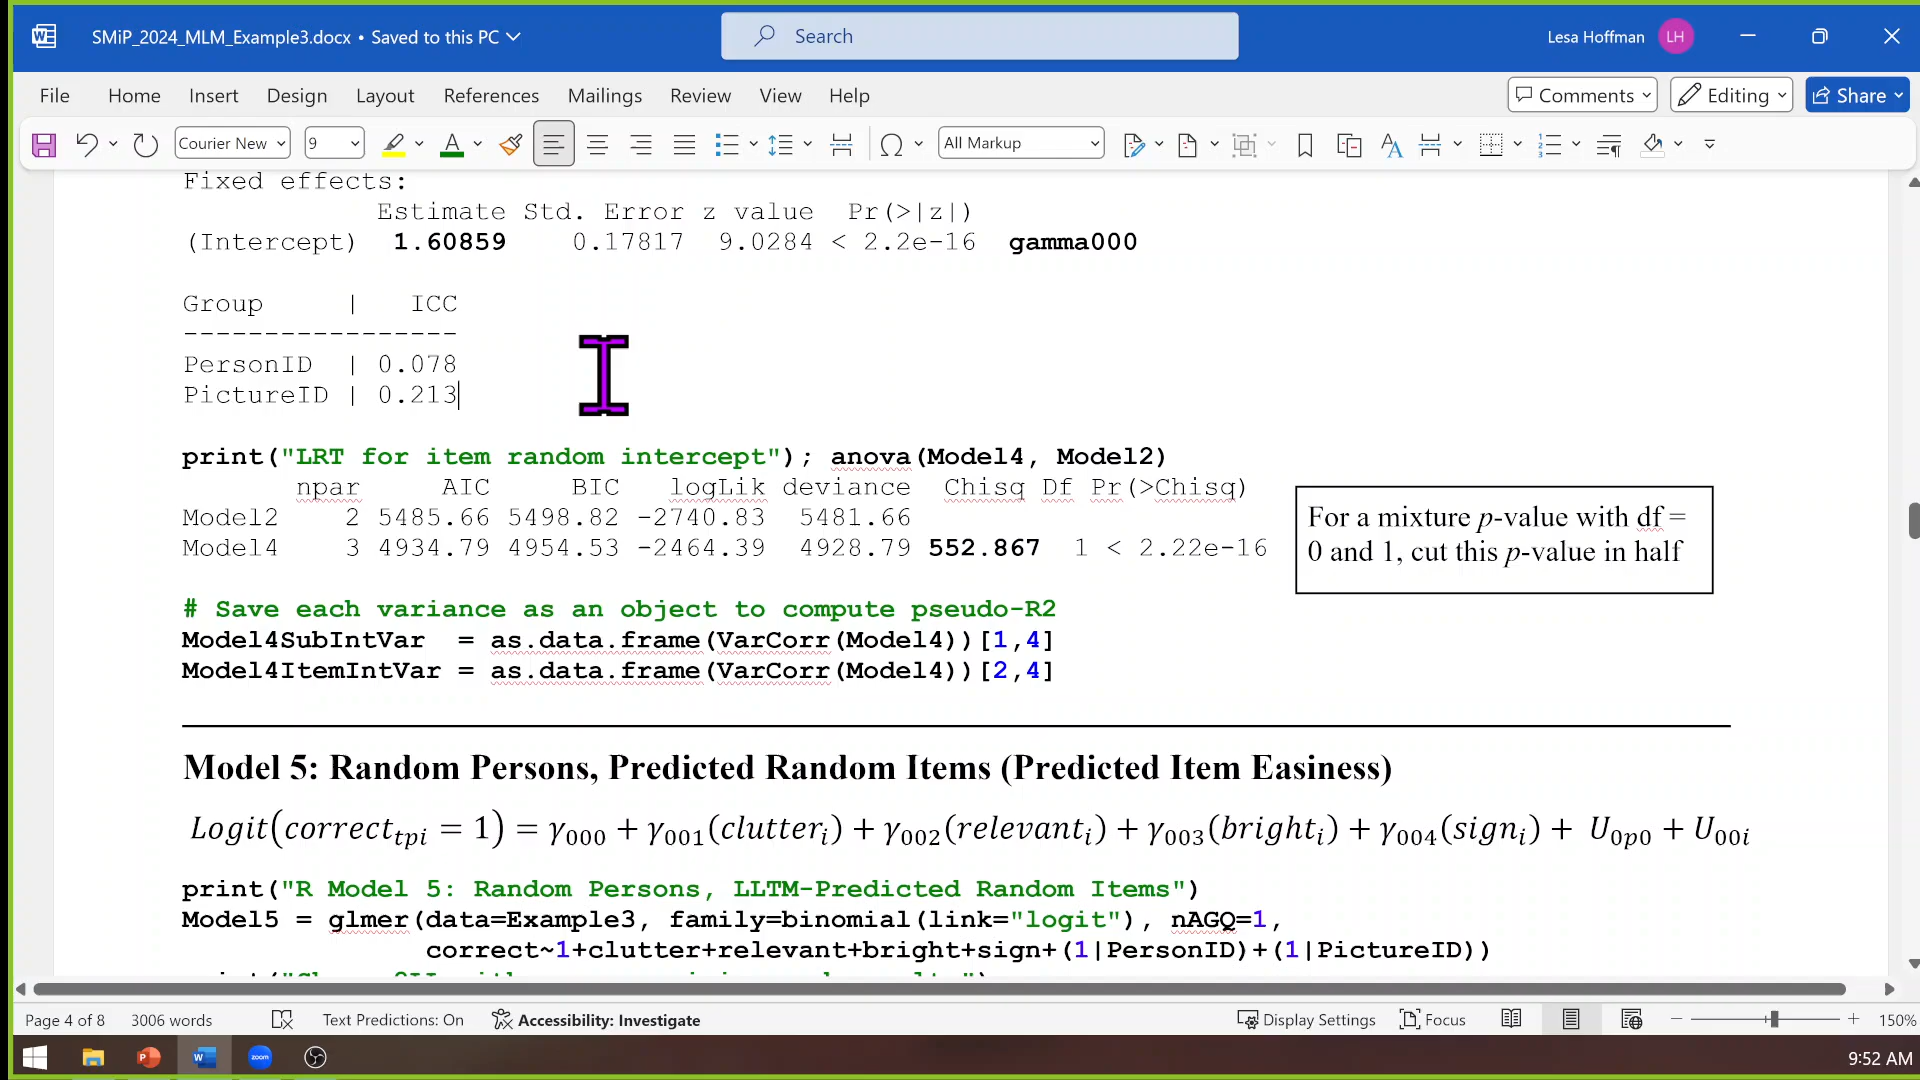 SMiP_2024_MLM_Example3.docx • Saved to this PC
Search
Lesa Hoffman
LH
File
Home
Insert
Design
Layout
References
Mailings
Review
View
Help
Comments
Editing
Share
Courier New
9
All Markup
Fixed effects:
Estimate Std. Error z value Pr(>|z|)
(Intercept) 1.60859 0.17817 9.0284 < 2.2e-16 gamma000
Group | ICC
-----------------
PersonID | 0.078
PictureID | 0.213
print("LRT for item random intercept"); anova(Model4, Model2)
npar AIC BIC logLik deviance Chisq Df Pr(>Chisq)
Model2 2 5485.66 5498.82 -2740.83 5481.66
Model4 3 4934.79 4954.53 -2464.39 4928.79 552.867 1 < 2.22e-16
For a mixture p-value with df =
0 and 1, cut this p-value in half
# Save each variance as an object to compute pseudo-R2
Model4SubIntVar = as.data.frame(VarCorr(Model4))[1,4]
Model4ItemIntVar = as.data.frame(VarCorr(Model4))[2,4]
Model 5: Random Persons, Predicted Random Items (Predicted Item Easiness)
Logit(correct_tpi = 1) = γ_000 + γ_001(clutter_i) + γ_002(relevant_i) + γ_003(bright_i) + γ_004(sign_i) + U_0p0 + U_00i
print("R Model 5: Random Persons, LLTM-Predicted Random Items")
Model5 = glmer(data=Example3, family=binomial(link="logit"), nAGQ=1,
correct~1+clutter+relevant+bright+sign+(1|PersonID)+(1|PictureID))
Page 4 of 8
3006 words
Text Predictions: On
Accessibility: Investigate
Display Settings
Focus
150%
zoom
9:52 AM